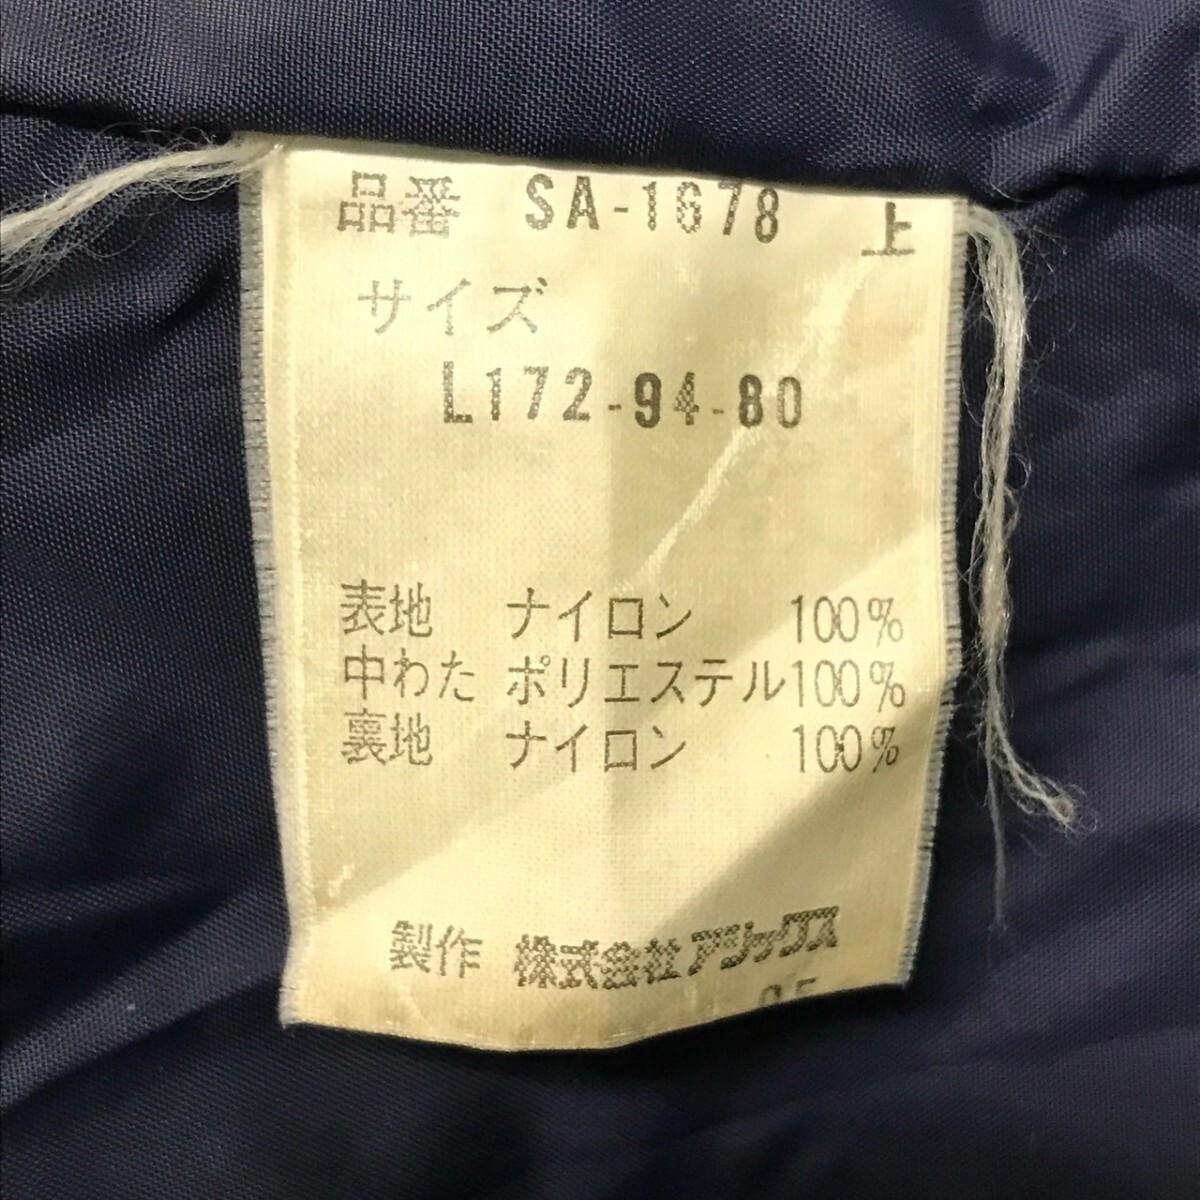 品番 SA-1G78 上
サイズ
L172-94-80
表地 ナイロン 100%
中わた ポリエステル100%
裏地 ナイロン 100%
製作 株式会社アシックス